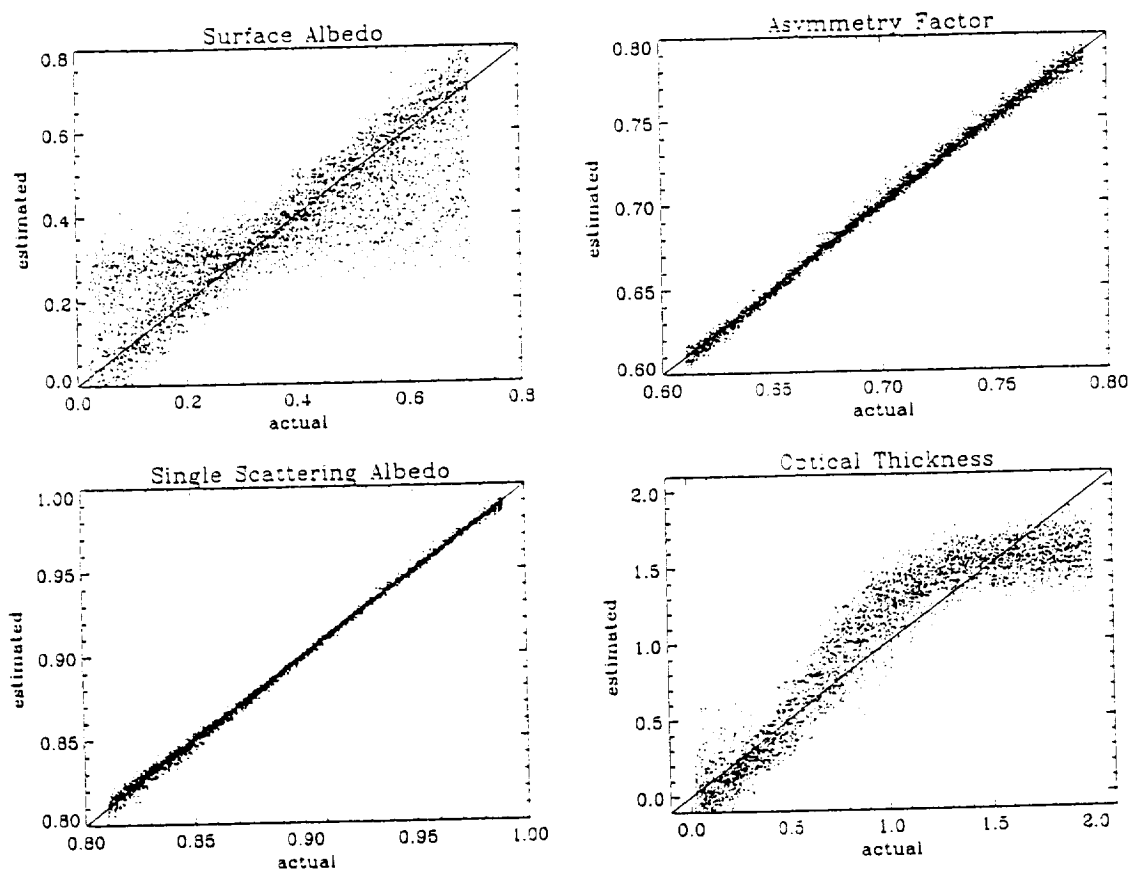 Surface Albedo
0.8
0.6
0.4
0.2
0.0
estimated
0.0 0.2 0.4 0.6 0.8
actual
Asymmetry Factor
0.80
0.75
0.70
0.65
0.60
estimated
0.60 0.65 0.70 0.75 0.80
actual
Single Scattering Albedo
1.00
0.95
0.90
0.85
0.80
estimated
0.80 0.85 0.90 0.95 1.00
actual
Optical Thickness
2.0
1.5
1.0
0.5
0.0
estimated
0.0 0.5 1.0 1.5 2.0
actual